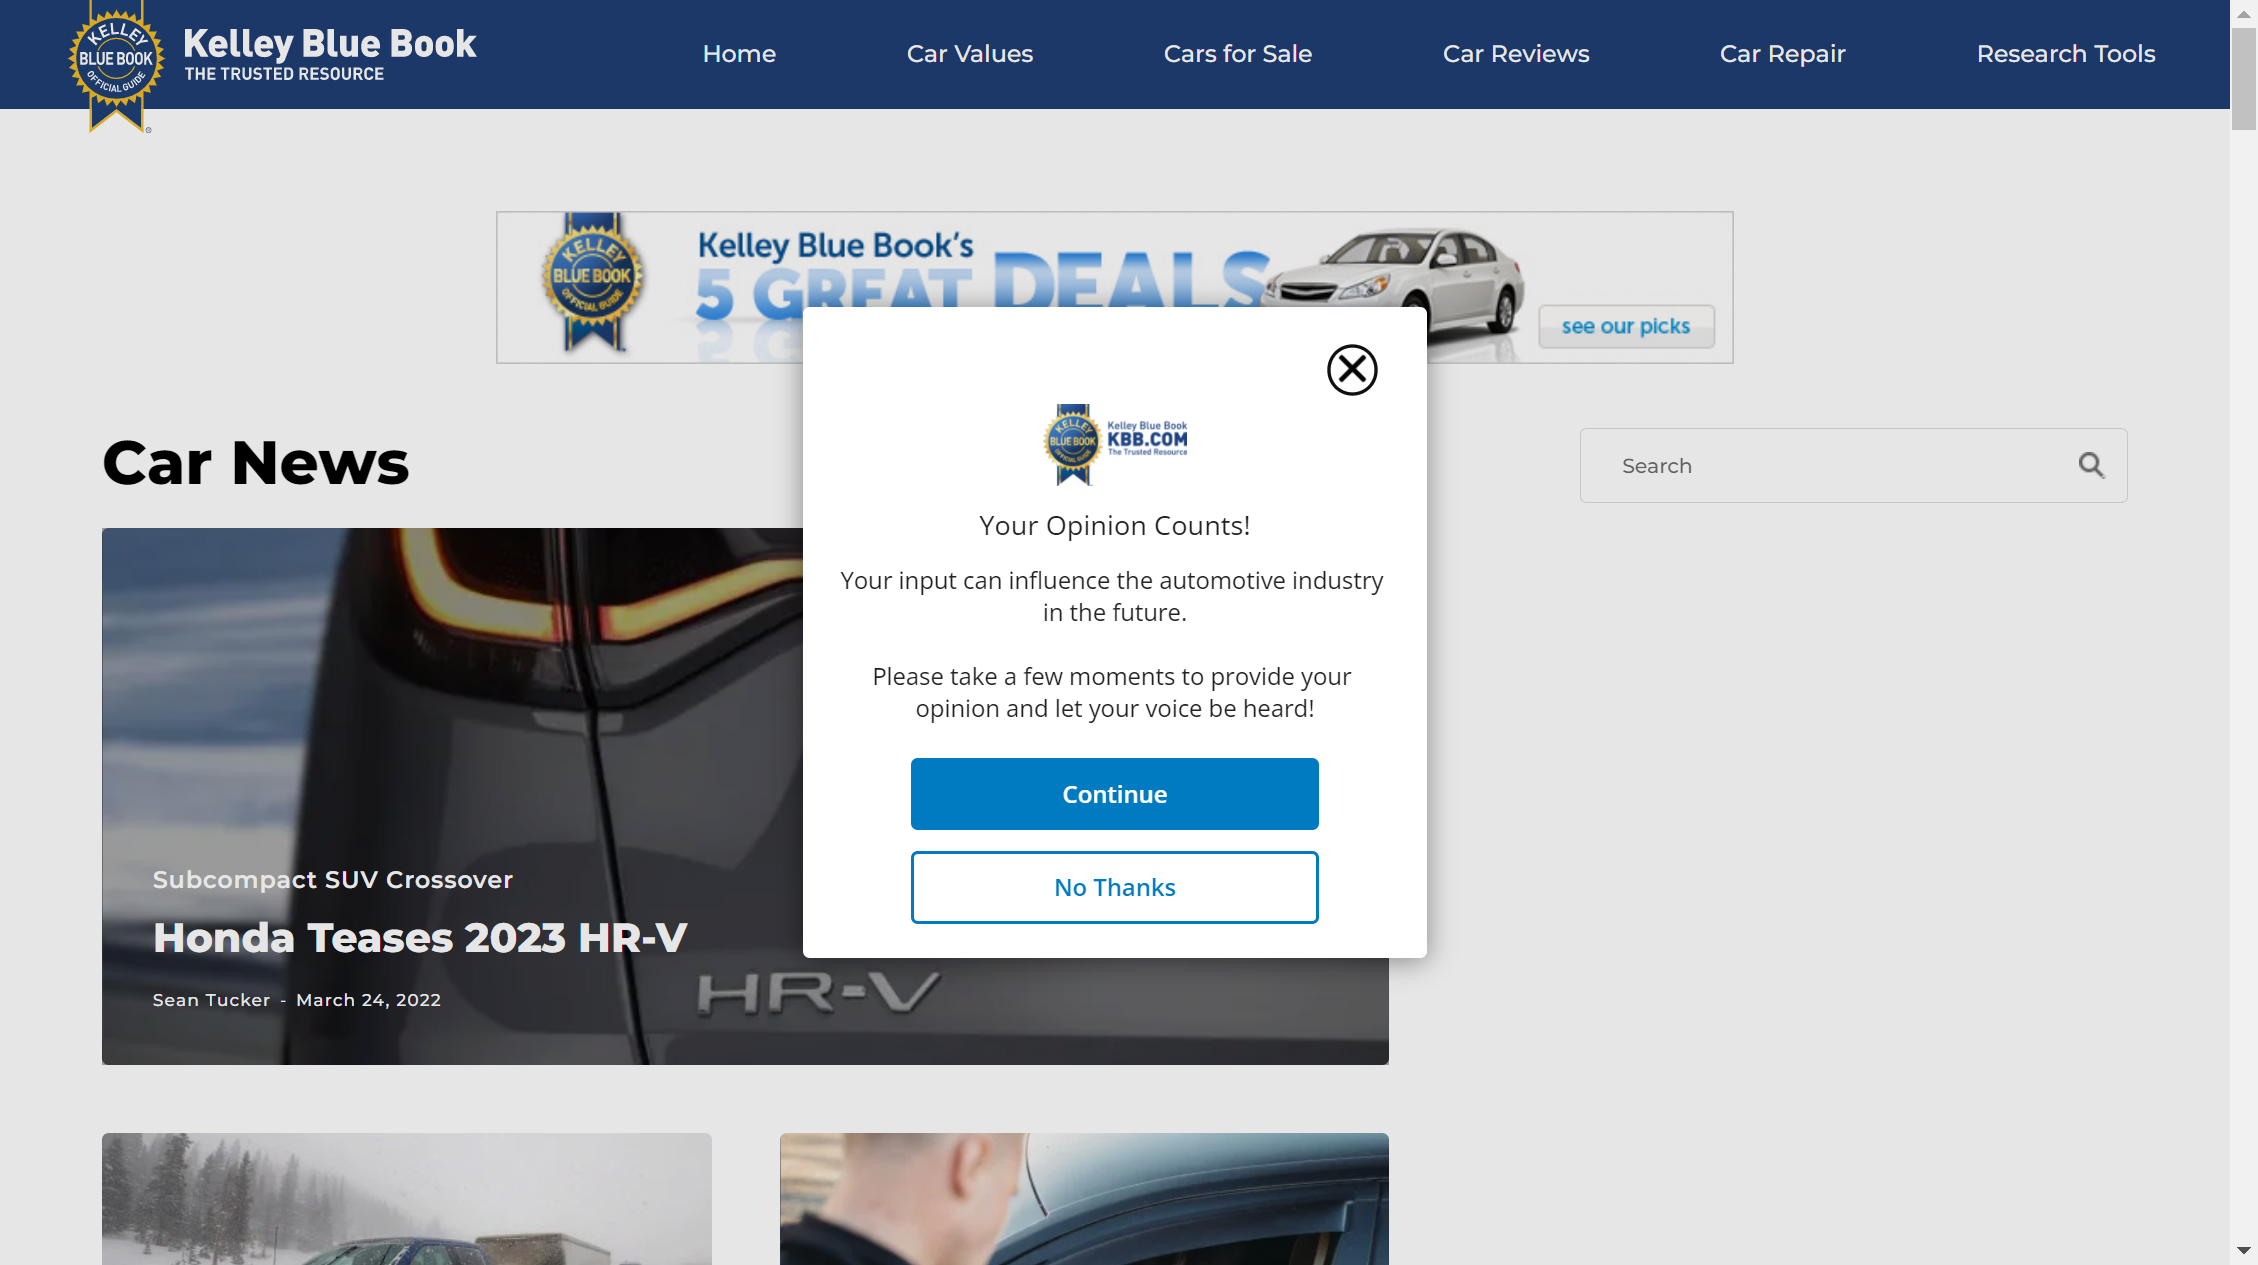 KELLEY
BLUE BOOK
OFFICIAL GUIDE
Kelley Blue Book
THE TRUSTED RESOURCE
Home
Car Values
Cars for Sale
Car Reviews
Car Repair
Research Tools
KELLEY
BLUE BOOK
OFFICIAL GUIDE
Kelley Blue Book's
5 GREAT DEALS
see our picks
Car News
Search
KELLEY
BLUE BOOK
OFFICIAL GUIDE
Kelley Blue Book
KBB.COM
The Trusted Resource
Your Opinion Counts!
Your input can influence the automotive industry
in the future.
Please take a few moments to provide your
opinion and let your voice be heard!
Continue
No Thanks
Subcompact SUV Crossover
Honda Teases 2023 HR-V
Sean Tucker - March 24, 2022
HR-V